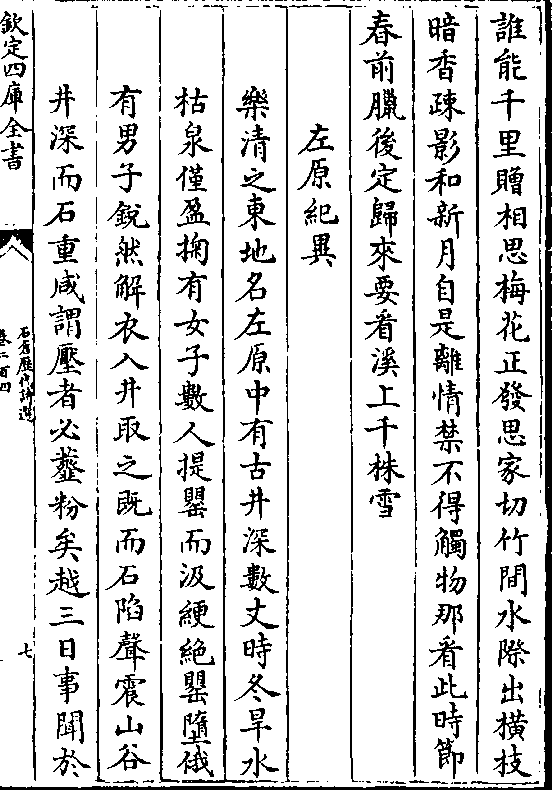 誰能千里贈相思梅花正發思家切竹間水際出横枝
暗香疎影和新月自是離情禁不得觸物那看此時節
春前臘後定歸來要看溪上千株雪
左原紀異
樂清之東地名左原中有古井深數丈時冬旱水
枯泉僅盈掬有女子數人提罌而汲綆絶罌墮俄
有男子銳然解衣入井取之既而石陷聲震山谷
井深而石重咸謂壓者必虀粉矣越三日事聞於
欽定四庫全書
石倉歷代詩選
卷二百四
七